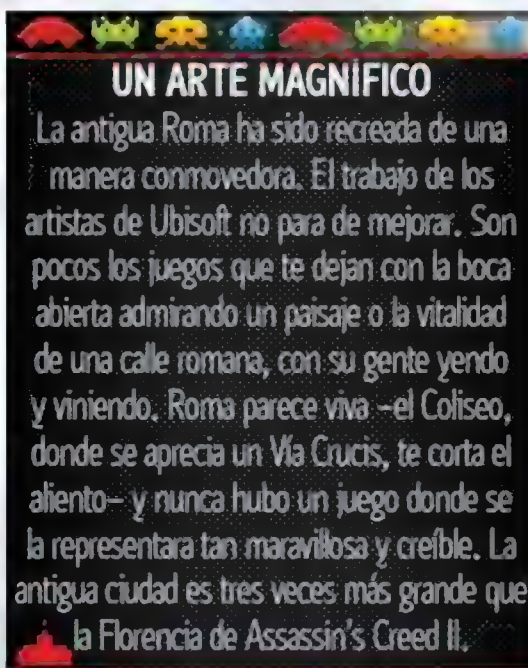 UN ARTE MAGNÍFICO
La antigua Roma ha sido recreada de una
manera conmovedora. El trabajo de los
artistas de Ubisoft no para de mejorar. Son
pocos los juegos que te dejan con la boca
abierta admirando un paisaje o la vitalidad
de una calle romana, con su gente yendo
y viniendo. Roma parece viva –el Coliseo,
donde se aprecia un Vía Crucis, te corta el
aliento– y nunca hubo un juego donde se
la representara tan maravillosa y creíble. La
antigua ciudad es tres veces más grande que
la Florencia de Assassin's Creed II.